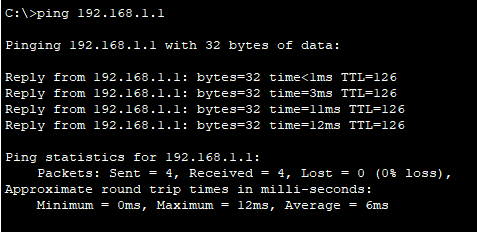 C:\>ping 192.168.1.1
Pinging 192.168.1.1 with 32 bytes of data:
Reply from 192.168.1.1: bytes=32 time<1ms TTL=126
Reply from 192.168.1.1: bytes=32 time=3ms TTL=126
Reply from 192.168.1.1: bytes=32 time=11ms TTL=126
Reply from 192.168.1.1: bytes=32 time=12ms TTL=126
Ping statistics for 192.168.1.1:
Packets: Sent = 4, Received = 4, Lost = 0 (0% loss),
Approximate round trip times in milli-seconds:
Minimum = 0ms, Maximum = 12ms, Average = 6ms